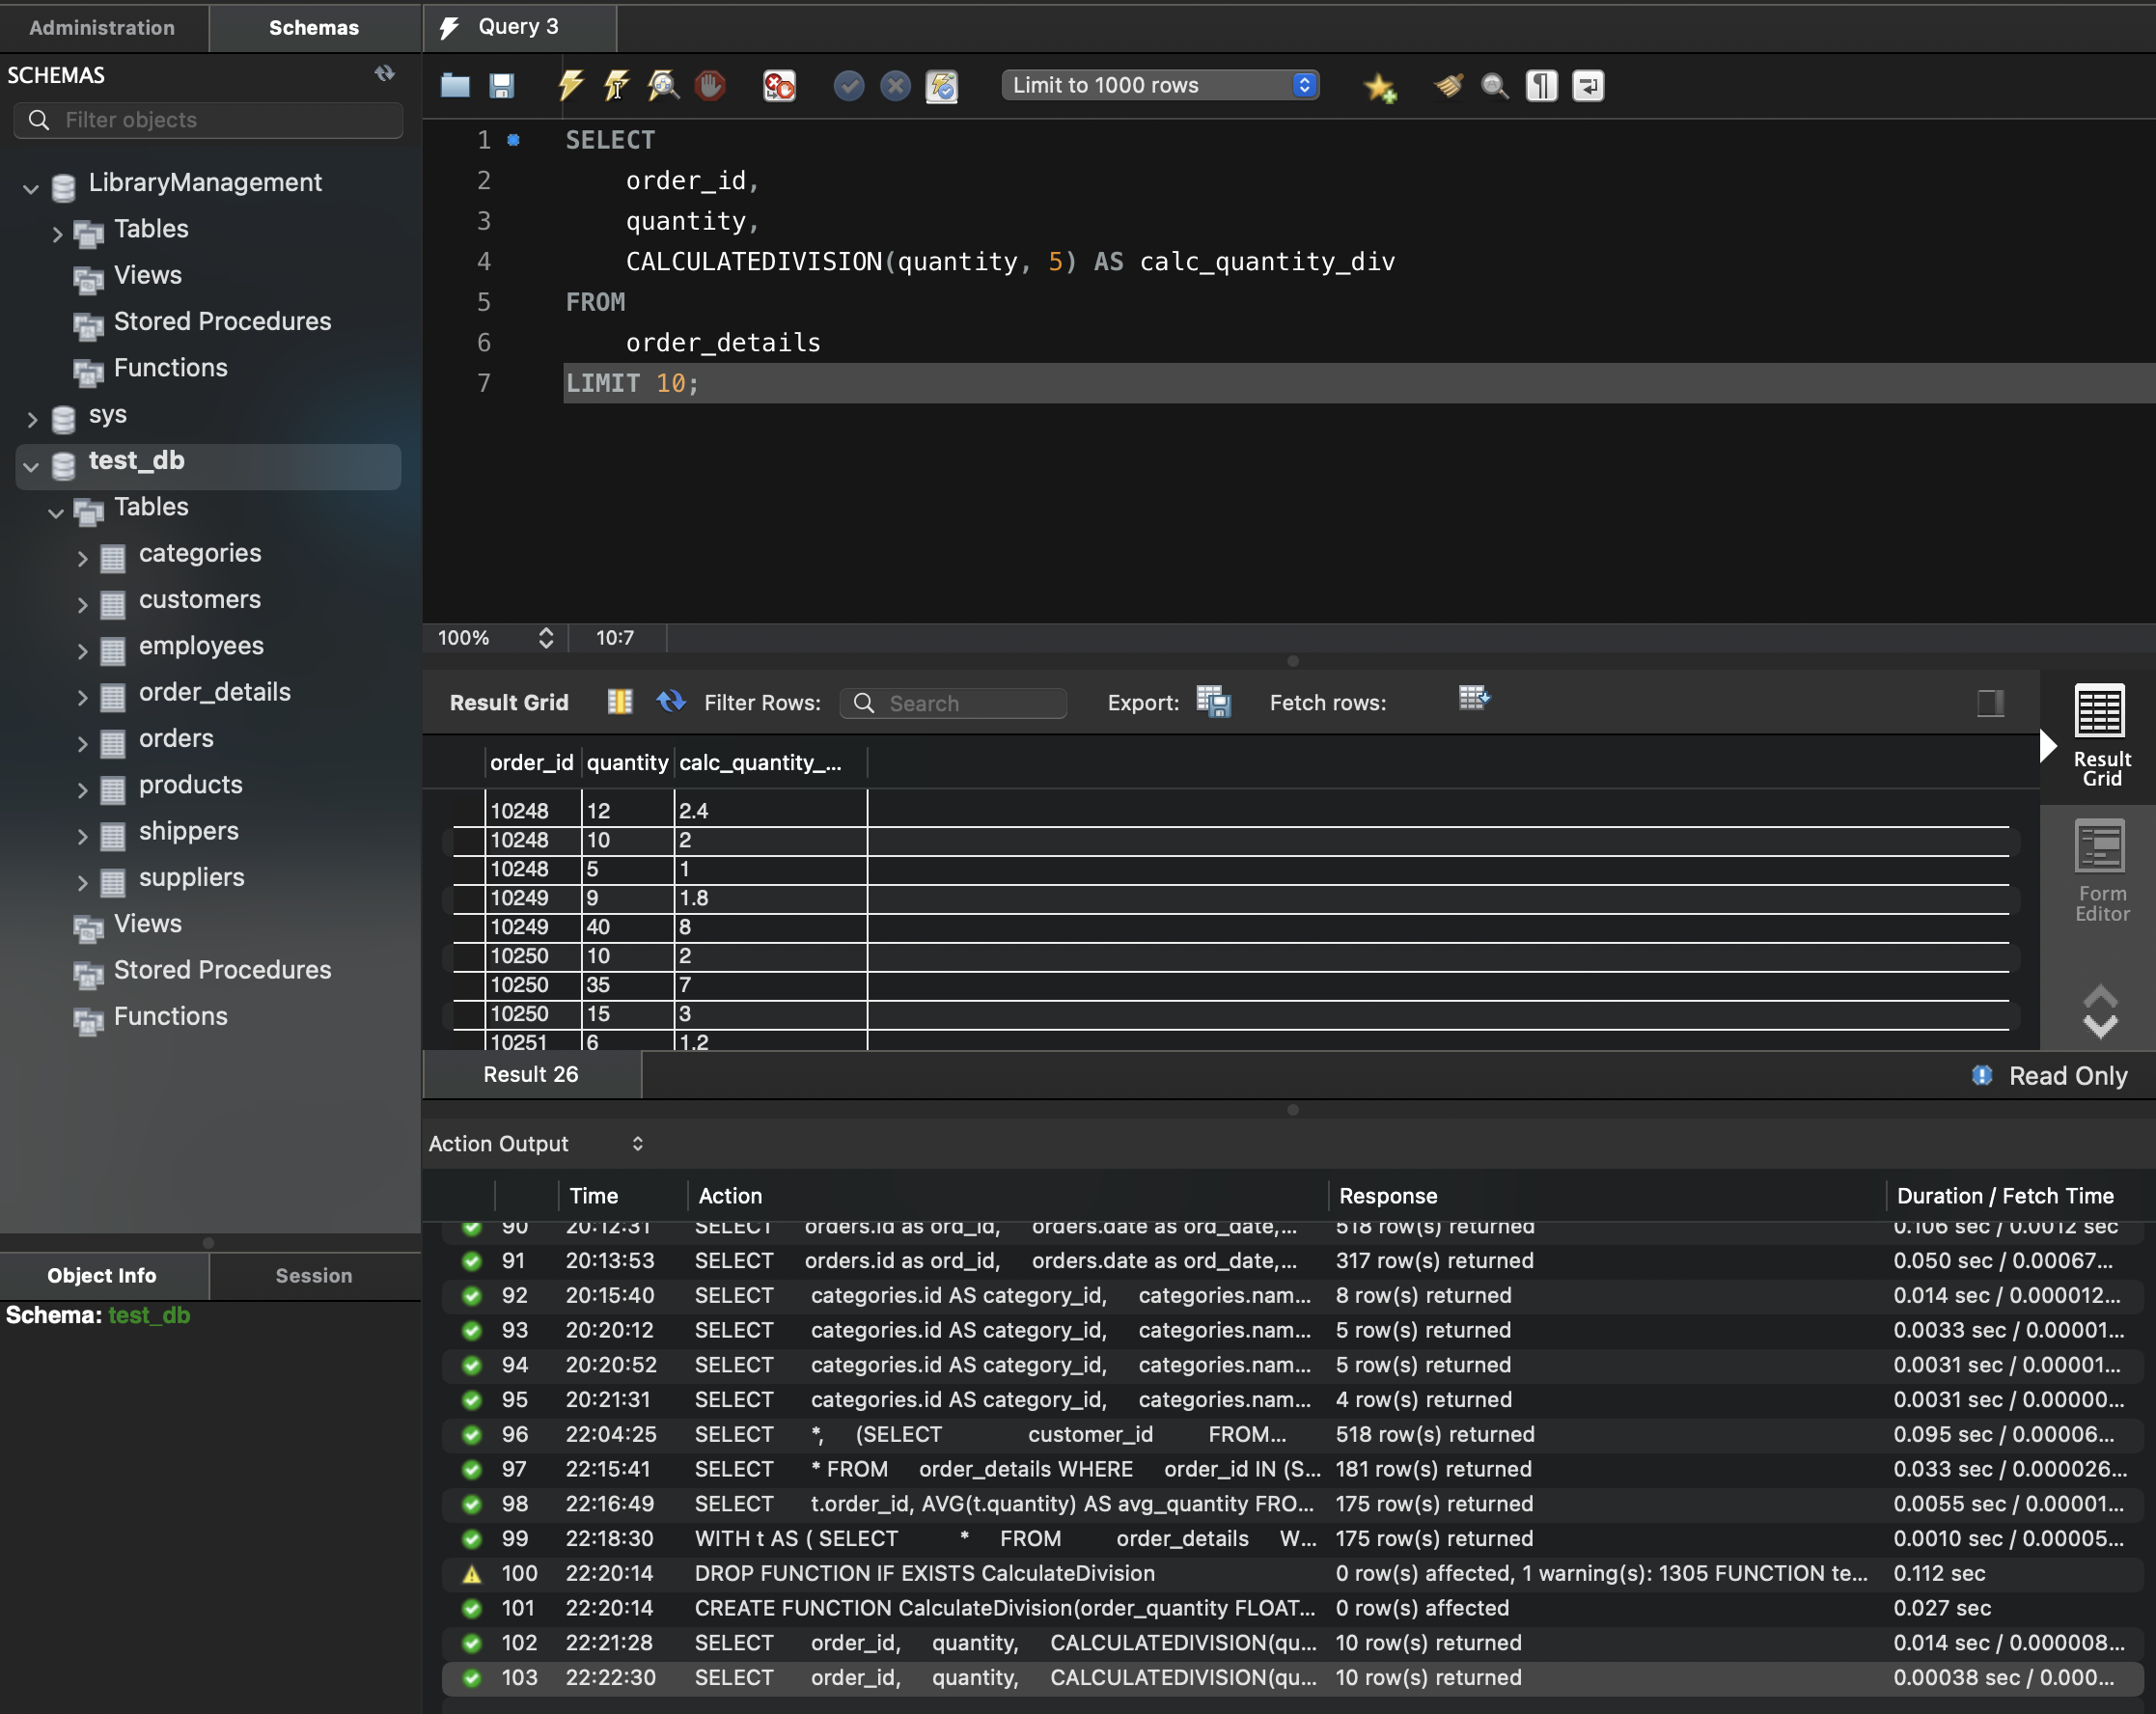 Administration Schemas
SCHEMAS
Filter objects
LibraryManagement
Tables
Views
Stored Procedures
Functions
sys
test_db
Tables
categories
customers
employees
order_details
orders
products
shippers
suppliers
Views
Stored Procedures
Functions
Object Info Session
Schema: test_db
Query 3
Limit to 1000 rows
1 SELECT
2 order_id,
3 quantity,
4 CALCULATEDIVISION(quantity, 5) AS calc_quantity_div
5 FROM
6 order_details
7 LIMIT 10;
100% 10:7
Result Grid Filter Rows: Search Export: Fetch rows:
order_id quantity calc_quantity_...
10248 12 2.4
10248 10 2
10248 5 1
10249 9 1.8
10249 40 8
10250 10 2
10250 35 7
10250 15 3
10251 6 1.2
Result
Grid
Form
Editor
Result 26 Read Only
Action Output
Time Action Response Duration / Fetch Time
90 20:12:31 SELECT orders.id as ord_id, orders.date as ord_date,... 518 row(s) returned 0.106 sec / 0.0012 sec
91 20:13:53 SELECT orders.id as ord_id, orders.date as ord_date,... 317 row(s) returned 0.050 sec / 0.00067...
92 20:15:40 SELECT categories.id AS category_id, categories.nam... 8 row(s) returned 0.014 sec / 0.000012...
93 20:20:12 SELECT categories.id AS category_id, categories.nam... 5 row(s) returned 0.0033 sec / 0.00001...
94 20:20:52 SELECT categories.id AS category_id, categories.nam... 5 row(s) returned 0.0031 sec / 0.00001...
95 20:21:31 SELECT categories.id AS category_id, categories.nam... 4 row(s) returned 0.0031 sec / 0.00000...
96 22:04:25 SELECT *, (SELECT customer_id FROM... 518 row(s) returned 0.095 sec / 0.00006...
97 22:15:41 SELECT * FROM order_details WHERE order_id IN (S... 181 row(s) returned 0.033 sec / 0.000026...
98 22:16:49 SELECT t.order_id, AVG(t.quantity) AS avg_quantity FRO... 175 row(s) returned 0.0055 sec / 0.00001...
99 22:18:30 WITH t AS ( SELECT * FROM order_details W... 175 row(s) returned 0.0010 sec / 0.00005...
100 22:20:14 DROP FUNCTION IF EXISTS CalculateDivision 0 row(s) affected, 1 warning(s): 1305 FUNCTION te... 0.112 sec
101 22:20:14 CREATE FUNCTION CalculateDivision(order_quantity FLOAT... 0 row(s) affected 0.027 sec
102 22:21:28 SELECT order_id, quantity, CALCULATEDIVISION(qu... 10 row(s) returned 0.014 sec / 0.000008...
103 22:22:30 SELECT order_id, quantity, CALCULATEDIVISION(qu... 10 row(s) returned 0.00038 sec / 0.000...